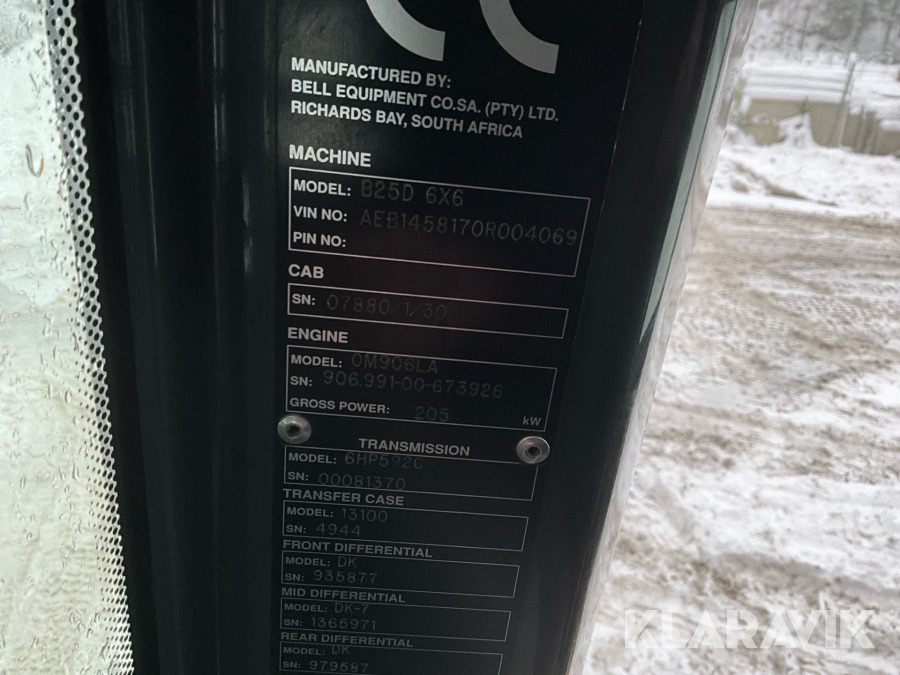 CE
MANUFACTURED BY:
BELL EQUIPMENT CO.SA. (PTY) LTD.
RICHARDS BAY, SOUTH AFRICA
MACHINE
MODEL: B25D 6X6
VIN NO: AEB1458170R004069
PIN NO:
CAB
SN: 07880/1/30
ENGINE
MODEL: OM906LA
SN: 906.991-00-673926
GROSS POWER: 205 kW
TRANSMISSION
MODEL: 6HP592C
SN: 00081370
TRANSFER CASE
MODEL: 13100
SN: 4944
FRONT DIFFERENTIAL
MODEL: DK
SN: 935877
MID DIFFERENTIAL
MODEL: DK-7
SN: 1365971
REAR DIFFERENTIAL
MODEL: DK
SN: 979587
KLARAVIK